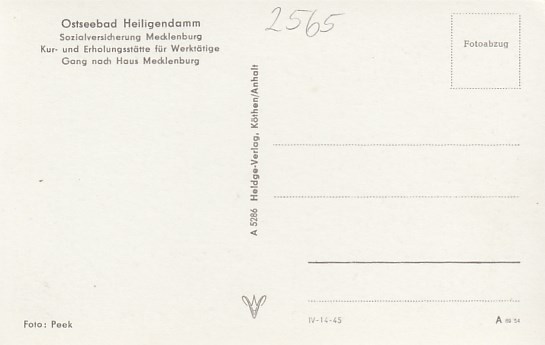 Ostseebad Heiligendamm
Sozialversicherung Mecklenburg
Kur- und Erholungsstätte für Werktätige
Gang nach Haus Mecklenburg
2565
Fotoabzug
A 5286 Heldge-Verlag, Köthen/Anhalt
Foto: Peek
IV-14-45
A